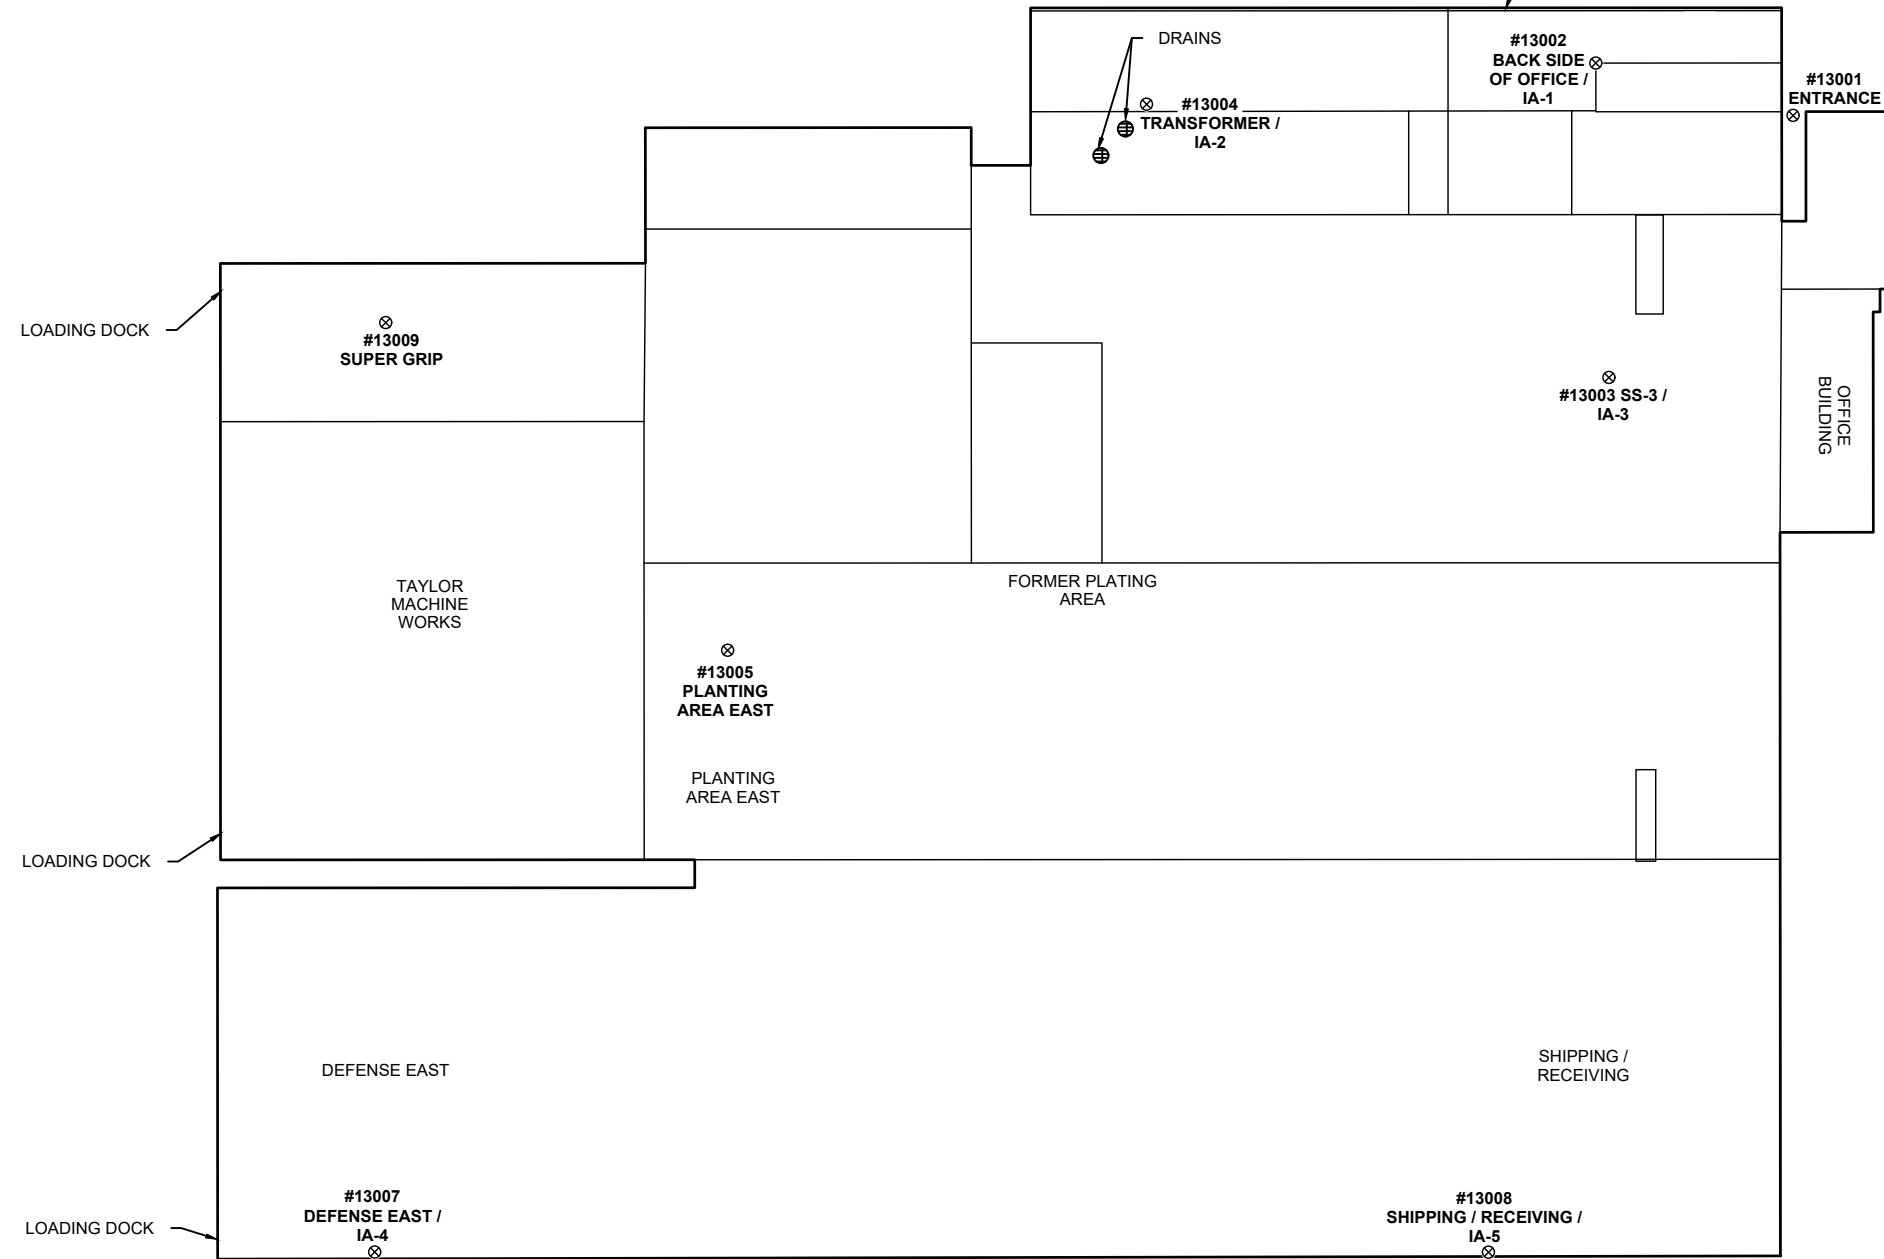 DRAINS
#13002
BACK SIDE
OF OFFICE /
IA-1
#13001
ENTRANCE
#13004
TRANSFORMER /
IA-2
LOADING DOCK
#13009
SUPER GRIP
#13003 SS-3 /
IA-3
OFFICE
BUILDING
TAYLOR
MACHINE
WORKS
FORMER PLATING
AREA
#13005
PLANTING
AREA EAST
PLANTING
AREA EAST
LOADING DOCK
DEFENSE EAST
SHIPPING /
RECEIVING
#13007
DEFENSE EAST /
IA-4
#13008
SHIPPING / RECEIVING /
IA-5
LOADING DOCK